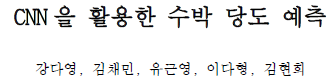 CNN을 활용한 수박 당도 예측
강다영, 김채민, 유근영, 이다형, 김현희